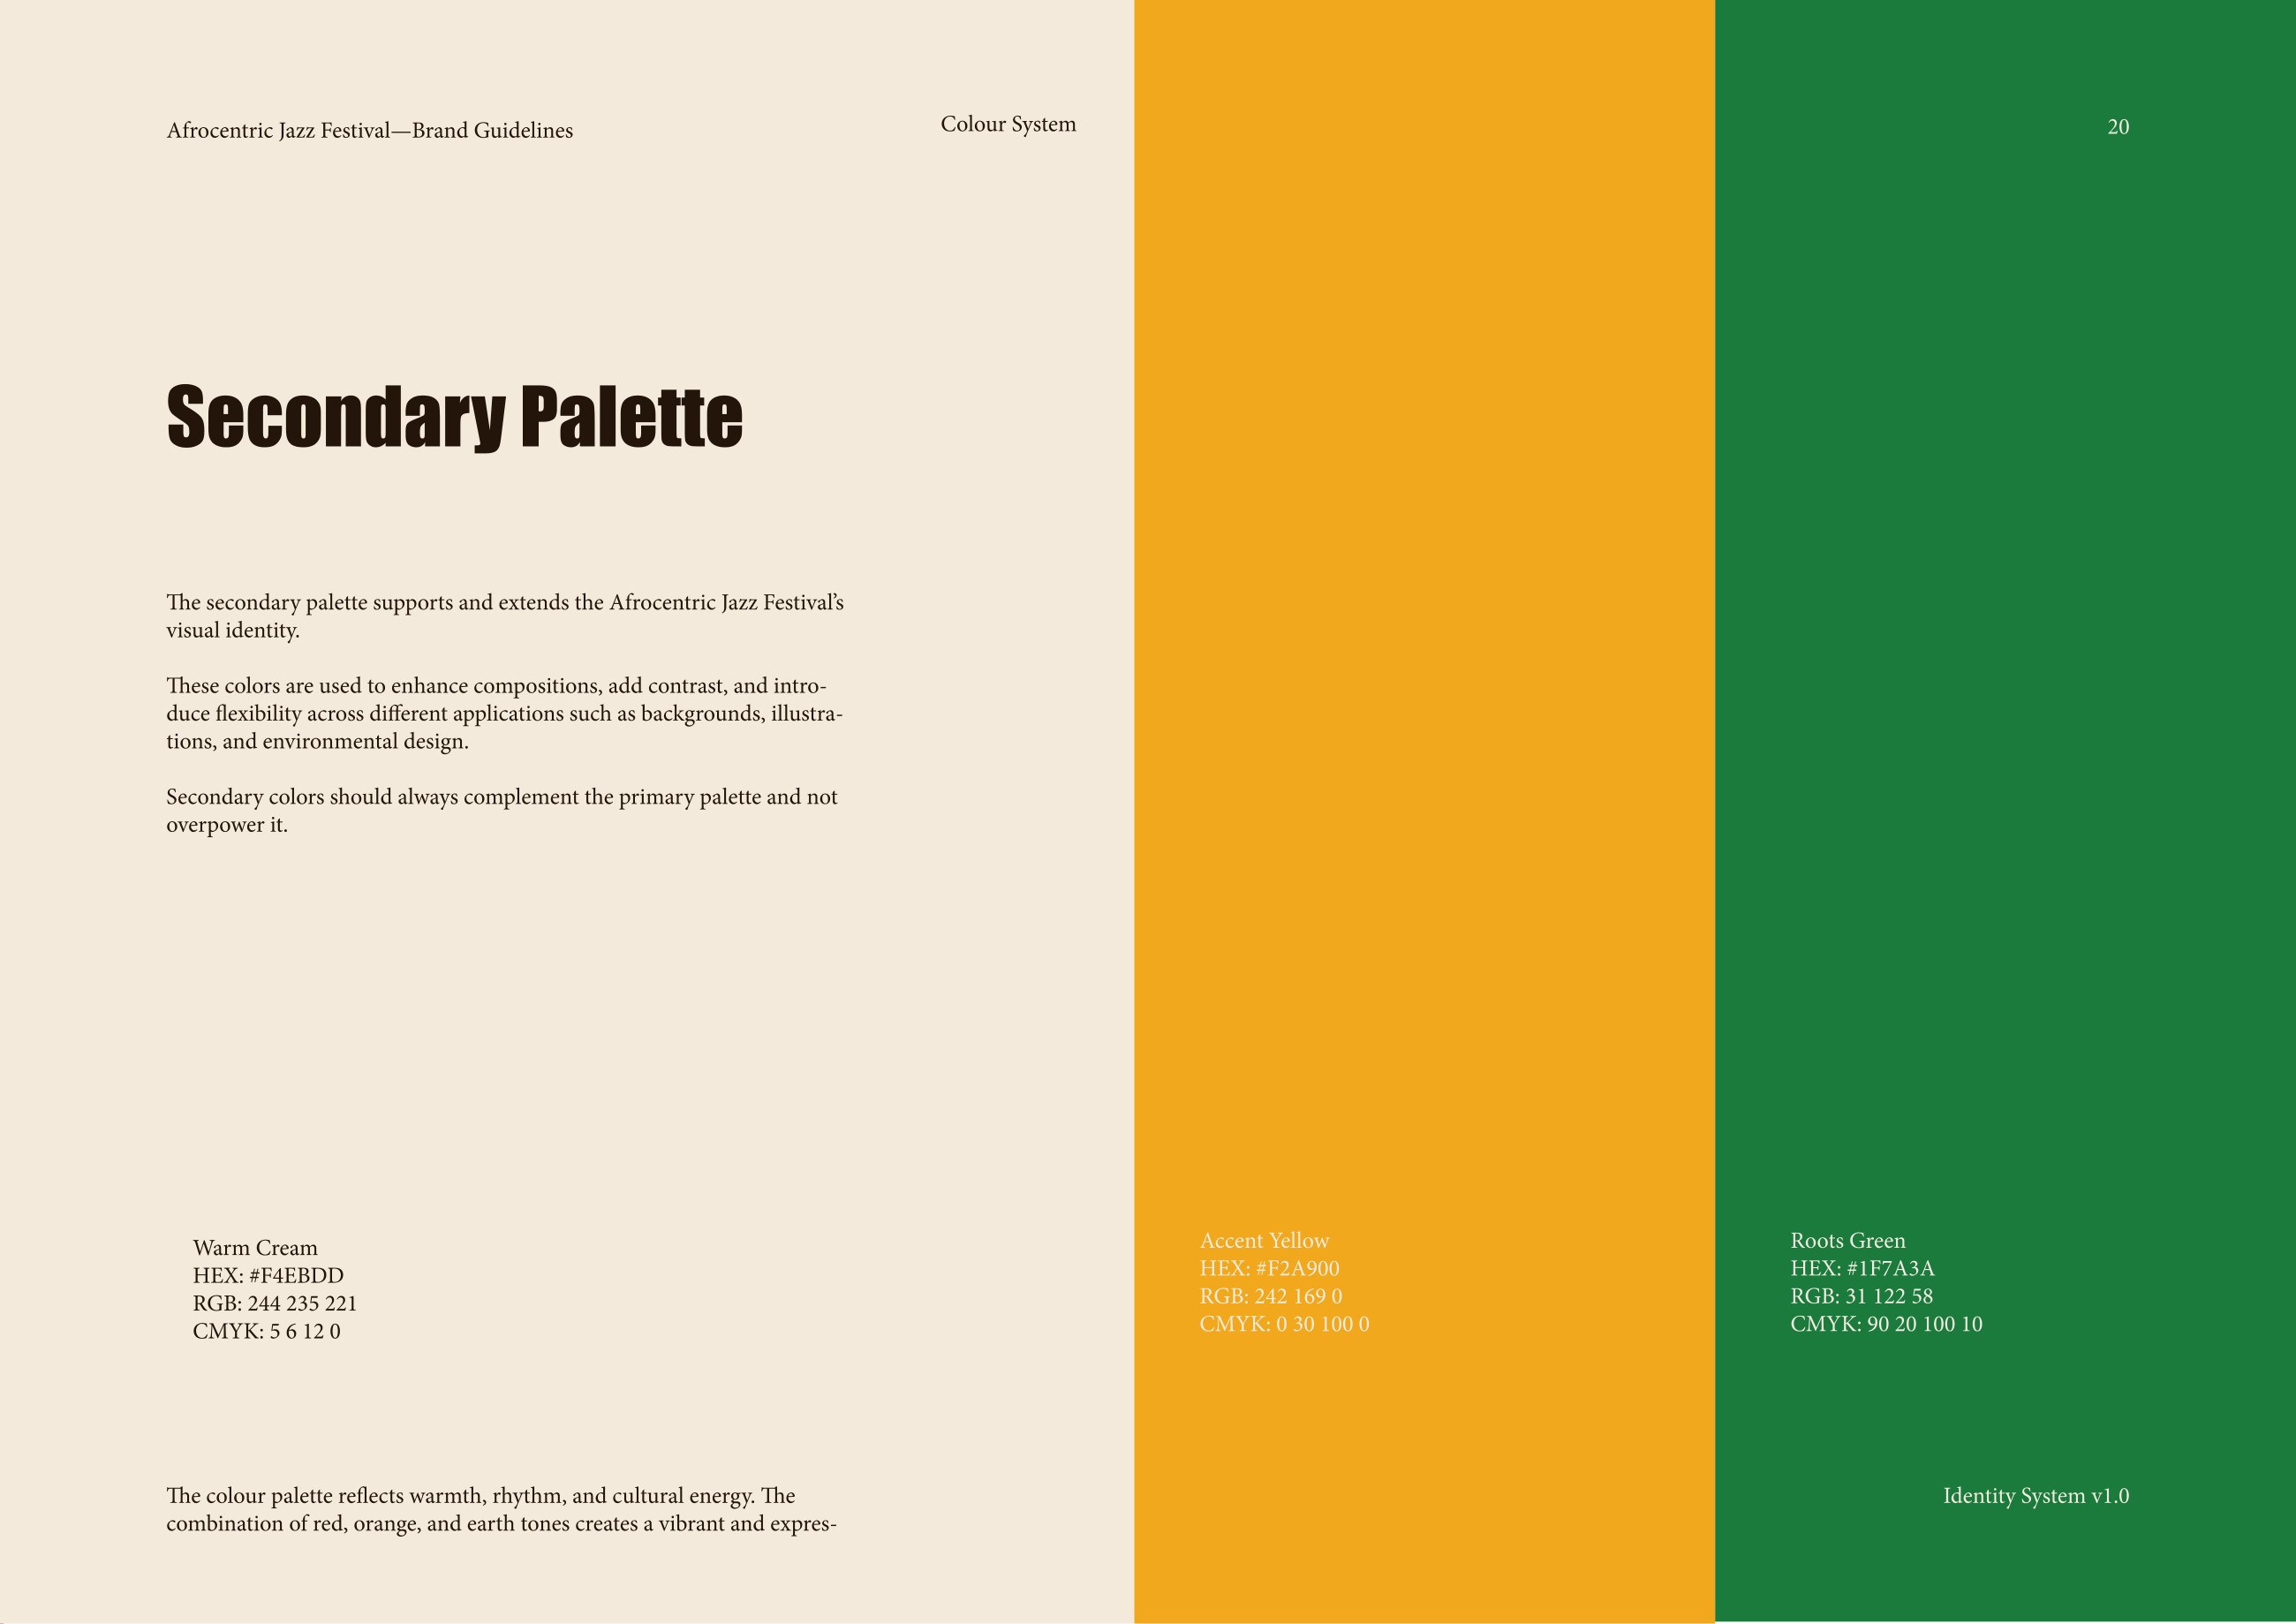 Afrocentric Jazz Festival—Brand Guidelines
Colour System
20
Secondary Palette
The secondary palette supports and extends the Afrocentric Jazz Festival’s
visual identity.
These colors are used to enhance compositions, add contrast, and intro-
duce flexibility across different applications such as backgrounds, illustra-
tions, and environmental design.
Secondary colors should always complement the primary palette and not
overpower it.
Warm Cream
HEX: #F4EBDD
RGB: 244 235 221
CMYK: 5 6 12 0
Accent Yellow
HEX: #F2A900
RGB: 242 169 0
CMYK: 0 30 100 0
Roots Green
HEX: #1F7A3A
RGB: 31 122 58
CMYK: 90 20 100 10
The colour palette reflects warmth, rhythm, and cultural energy. The
combination of red, orange, and earth tones creates a vibrant and expres-
Identity System v1.0